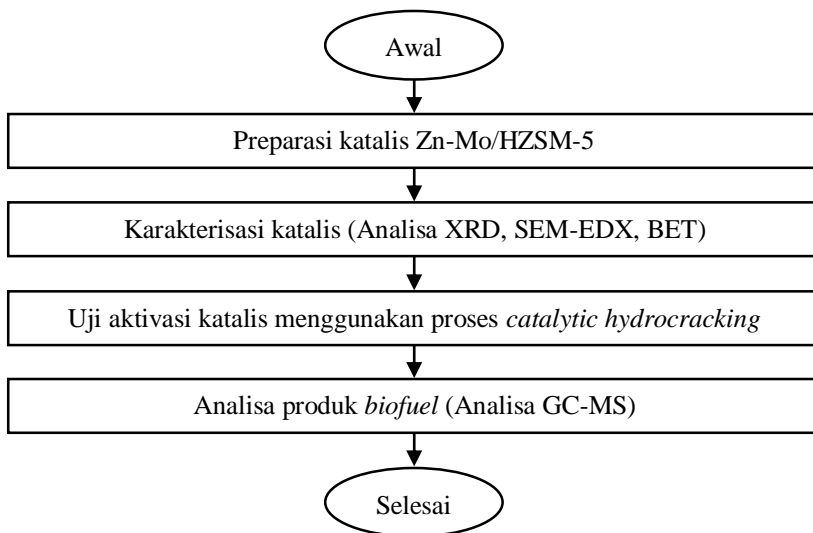 Awal
Preparasi katalis Zn-Mo/HZSM-5
Karakterisasi katalis (Analisa XRD, SEM-EDX, BET)
Uji aktivasi katalis menggunakan proses catalytic hydrocracking
Analisa produk biofuel (Analisa GC-MS)
Selesai